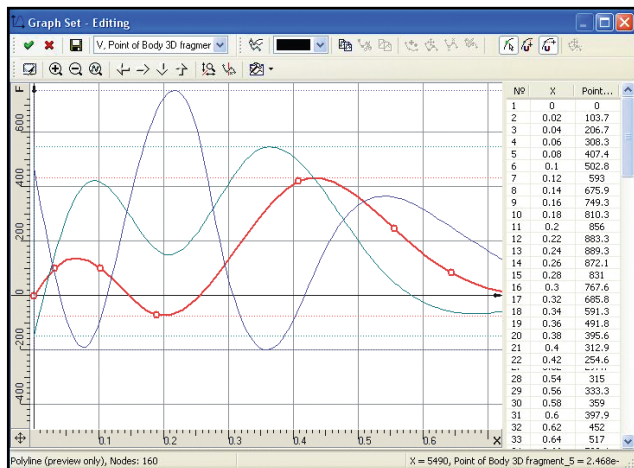 Graph Set - Editing
V, Point of Body 3D fragmer
Nº X Point...
1 0 0
2 0.02 103.7
3 0.04 206.7
4 0.06 308.3
5 0.08 407.4
6 0.1 502.8
7 0.12 593
8 0.14 675.9
9 0.16 749.3
10 0.18 810.3
11 0.2 856
12 0.22 883.3
13 0.24 889.3
14 0.26 872.1
15 0.28 831
16 0.3 767.6
17 0.32 685.8
18 0.34 591.3
19 0.36 491.8
20 0.38 395.6
21 0.4 312.9
22 0.42 254.6
28 0.54 315
29 0.56 333.3
30 0.58 359
31 0.6 397.9
32 0.62 452
33 0.64 517
F
600
400
200
0
-200
-400
0.1 0.2 0.3 0.4 0.5 0.6 X
Polyline (preview only), Nodes: 160
X = 5490, Point of Body 3D fragment_5 = 2.468e-